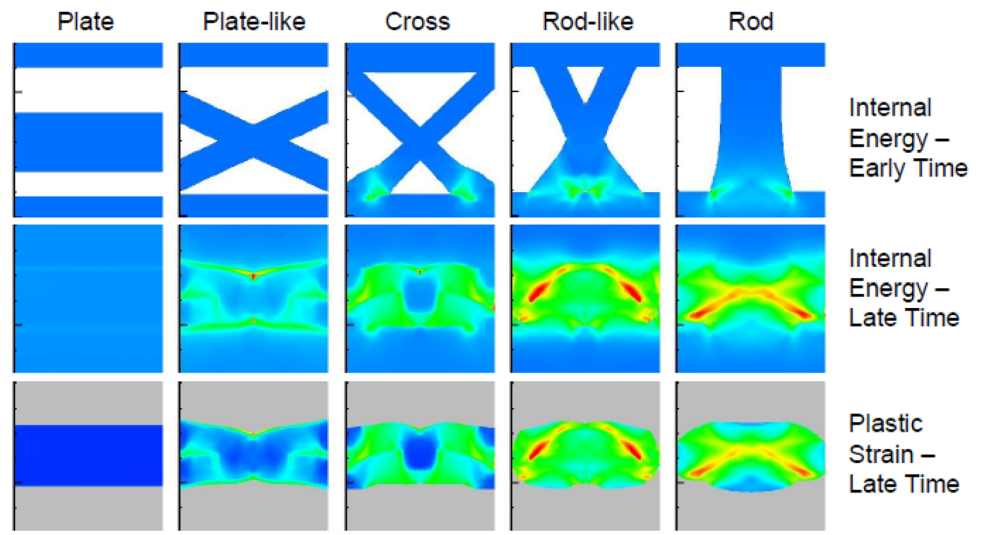 Plate
Plate-like
Cross
Rod-like
Rod
Internal
Energy –
Early Time
Internal
Energy –
Late Time
Plastic
Strain –
Late Time